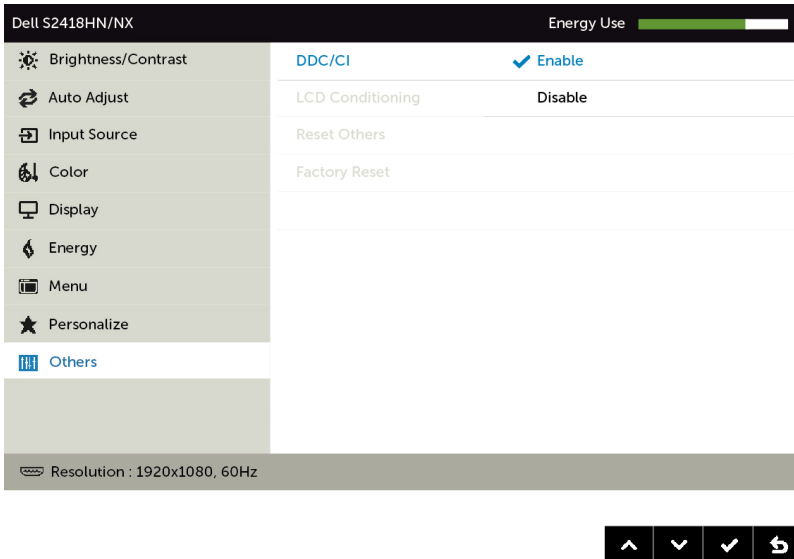 Dell S2418HN/NX Energy Use
Brightness/Contrast DDC/CI Enable
Auto Adjust LCD Conditioning Disable
Input Source Reset Others
Color Factory Reset
Display
Energy
Menu
Personalize
Others
Resolution : 1920x1080, 60Hz